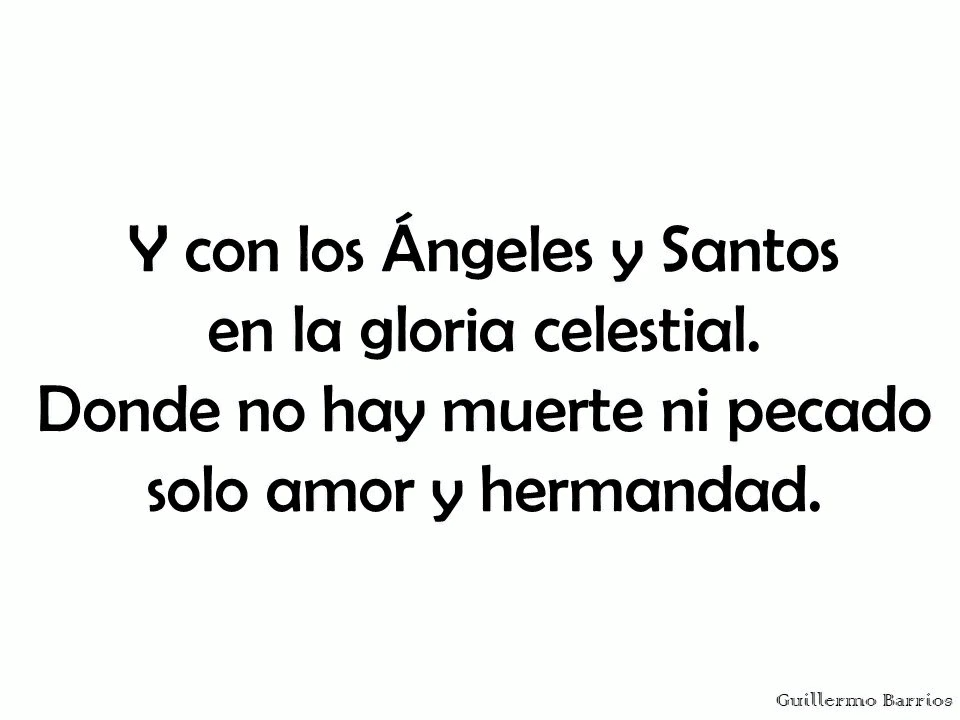 Y con los Ángeles y Santos
en la gloria celestial.
Donde no hay muerte ni pecado
solo amor y hermandad.
Guillermo Barrios